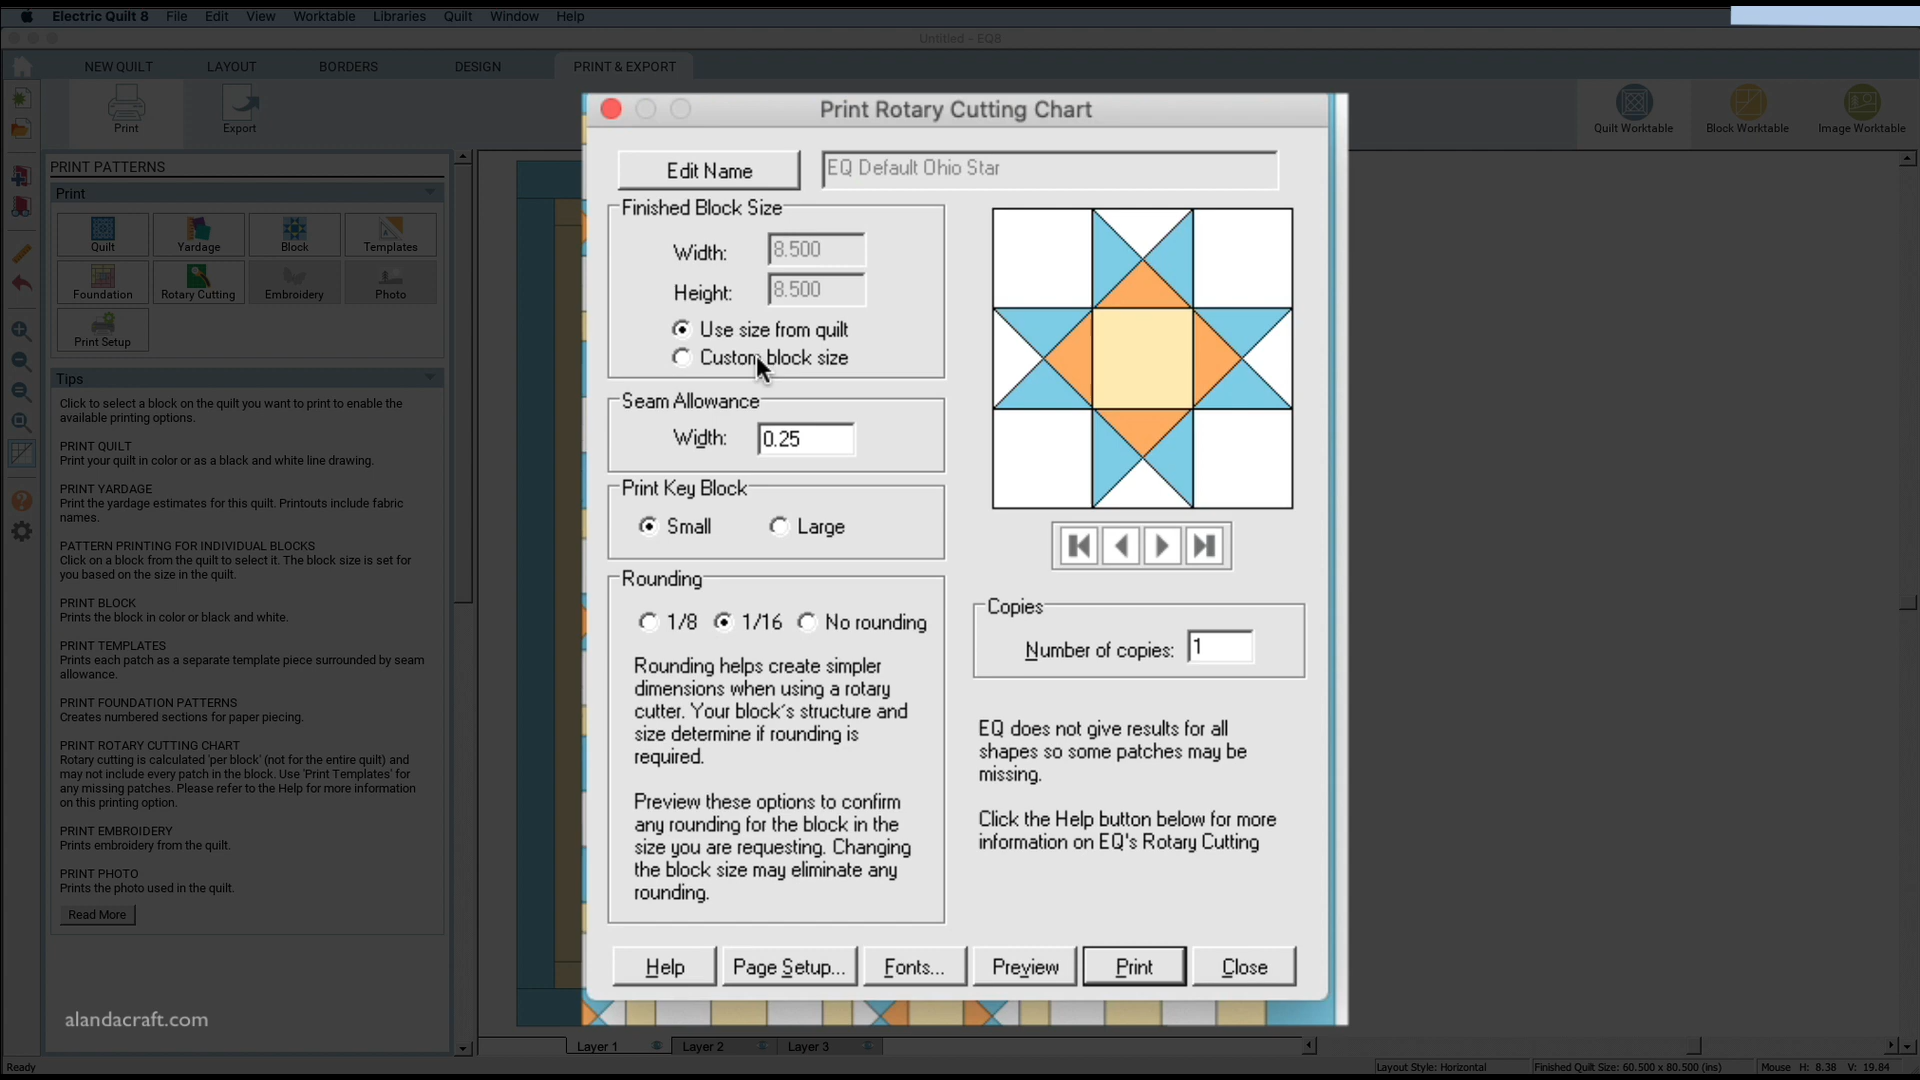 Electric Quilt 8 File Edit View Worktable Libraries Quilt Window Help
Untitled - EQ8
NEW QUILT LAYOUT BORDERS DESIGN PRINT & EXPORT
Print Export
Quilt Worktable Block Worktable Image Worktable
PRINT PATTERNS
Print
Quilt Yardage Block Templates
Foundation Rotary Cutting Embroidery Photo
Print Setup
Tips
Click to select a block on the quilt you want to print to enable the
available printing options.
PRINT QUILT
Print your quilt in color or as a black and white line drawing.
PRINT YARDAGE
Print the yardage estimates for this quilt. Printouts include fabric
names.
PATTERN PRINTING FOR INDIVIDUAL BLOCKS
Click on a block from the quilt to select it. The block size is set for
you based on the size in the quilt.
PRINT BLOCK
Prints the block in color or black and white.
PRINT TEMPLATES
Prints each patch as a separate template piece surrounded by seam
allowance.
PRINT FOUNDATION PATTERNS
Creates numbered sections for paper piecing.
PRINT ROTARY CUTTING CHART
Rotary cutting is calculated 'per block' (not for the entire quilt) and
may not include every patch in the block. Use 'Print Templates' for
any missing patches. Please refer to the Help for more information
on this printing option.
PRINT EMBROIDERY
Prints embroidery from the quilt.
PRINT PHOTO
Prints the photo used in the quilt.
Read More
alandacraft.com
Print Rotary Cutting Chart
Edit Name EQ Default Ohio Star
Finished Block Size
Width: 8.500
Height: 8.500
Use size from quilt
Custom block size
Seam Allowance
Width: 0.25
Print Key Block
Small Large
Rounding
1/8 1/16 No rounding
Rounding helps create simpler
dimensions when using a rotary
cutter. Your block's structure and
size determine if rounding is
required.
Preview these options to confirm
any rounding for the block in the
size you are requesting. Changing
the block size may eliminate any
rounding.
Copies
Number of copies: 1
EQ does not give results for all
shapes so some patches may be
missing.
Click the Help button below for more
information on EQ's Rotary Cutting
Help Page Setup... Fonts... Preview Print Close
Layer 1 Layer 2 Layer 3
Ready
Layout Style: Horizontal Finished Quilt Size: 60.500 x 80.500 (ins) Mouse H: 8.38 V: 19.84